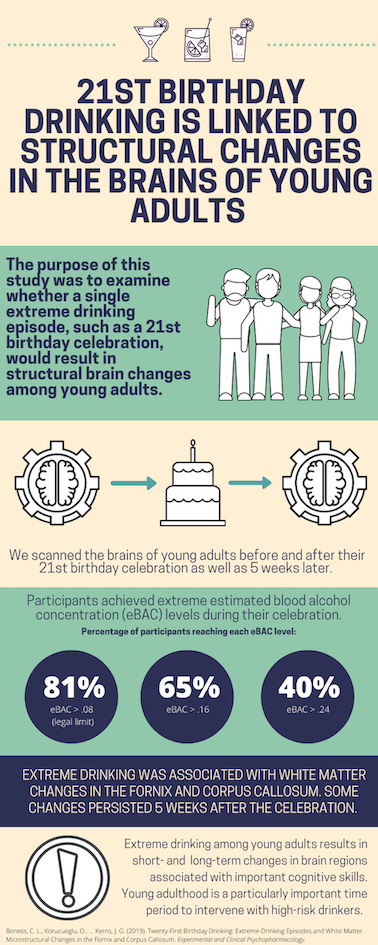 21ST BIRTHDAY
DRINKING IS LINKED TO
STRUCTURAL CHANGES
IN THE BRAINS OF YOUNG
ADULTS
The purpose of this
study was to examine
whether a single
extreme drinking
episode, such as a 21st
birthday celebration,
would result in
structural brain changes
among young adults.
We scanned the brains of young adults before and after their
21st birthday celebration as well as 5 weeks later.
Participants achieved extreme estimated blood alcohol
concentration (eBAC) levels during their celebration.
Percentage of participants reaching each eBAC level:
81%
eBAC > .08
(legal limit)
65%
eBAC > .16
40%
eBAC > .24
EXTREME DRINKING WAS ASSOCIATED WITH WHITE MATTER
CHANGES IN THE FORNIX AND CORPUS CALLOSUM. SOME
CHANGES PERSISTED 5 WEEKS AFTER THE CELEBRATION.
Extreme drinking among young adults results in
short- and long-term changes in brain regions
associated with important cognitive skills.
Young adulthood is a particularly important time
period to intervene with high-risk drinkers.
Boness, C. L., Korucuoglu, O., ... Kerns, J. G. (2019). Twenty-First Birthday Drinking: Extreme-Drinking Episodes and White Matter
Microstructural Changes in the Fornix and Corpus Callosum. Experimental and Clinical Psychopharmacology.